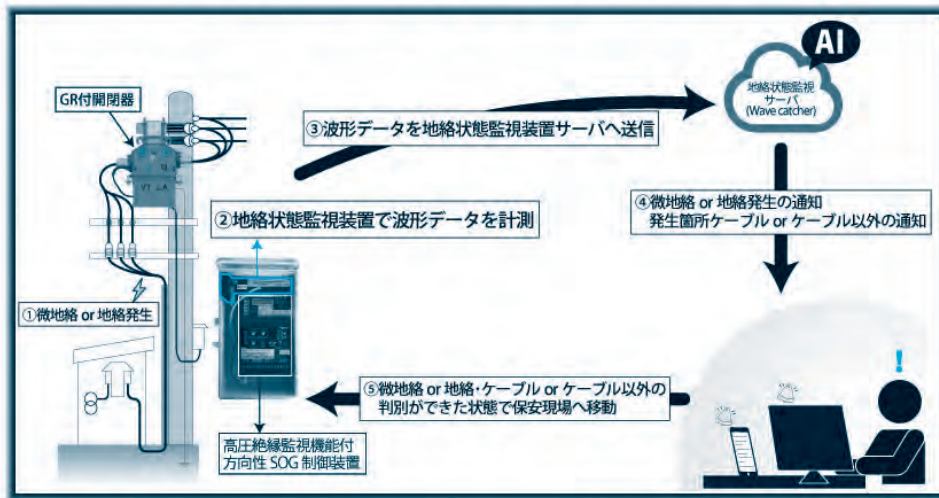 AI
地絡状態監視
サーバ
(Wave catcher)
GR付開閉器
③波形データを地絡状態監視装置サーバへ送信
VT LA
②地絡状態監視装置で波形データを計測
④微地絡 or 地絡発生の通知
発生箇所ケーブル or ケーブル以外の通知
①微地絡 or 地絡発生
!
⑤微地絡 or 地絡・ケーブル or ケーブル以外の
判別ができた状態で保安現場へ移動
高圧絶縁監視機能付
方向性 SOG 制御装置